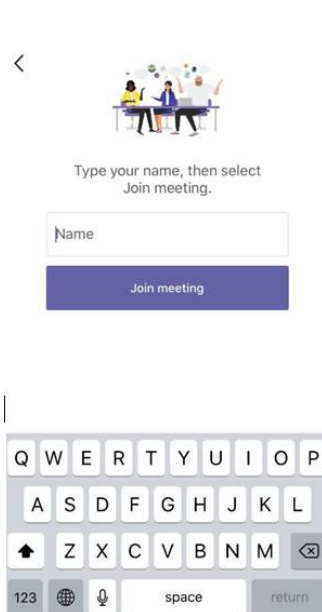 Type your name, then select
Join meeting.
Name
Join meeting
Q W E R T Y U I O P
A S D F G H J K L
Z X C V B N M
123 space return